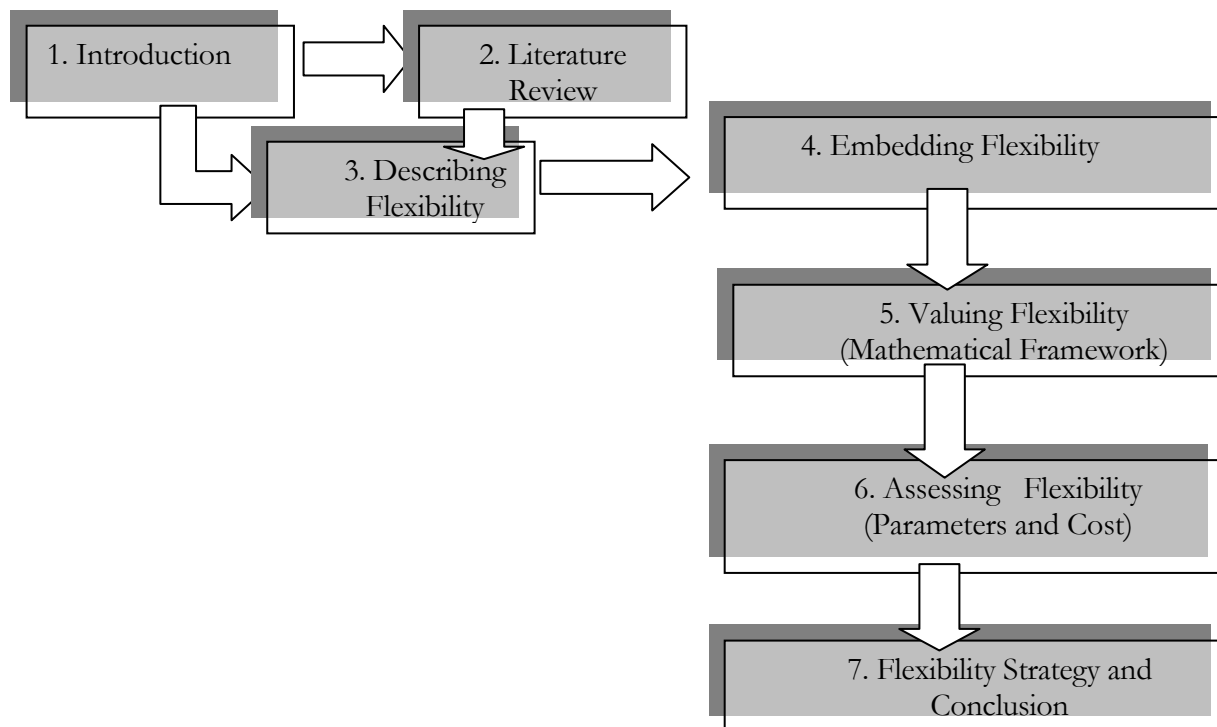 1. Introduction
2. Literature
Review
3. Describing
Flexibility
4. Embedding Flexibility
5. Valuing Flexibility
(Mathematical Framework)
6. Assessing Flexibility
(Parameters and Cost)
7. Flexibility Strategy and
Conclusion